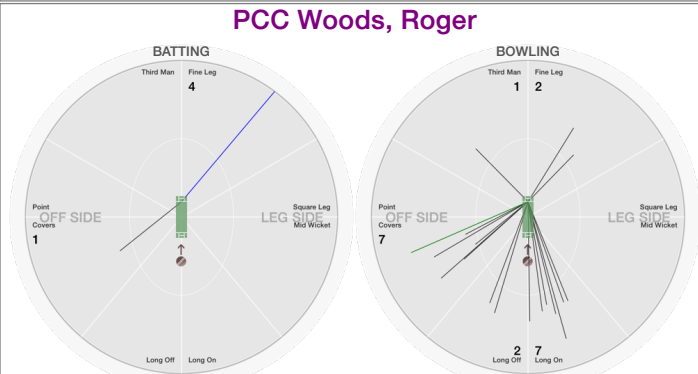 PCC Woods, Roger
BATTING
Third Man Fine Leg
4
Point
OFF SIDE
Covers
1
Square Leg
LEG SIDE
Mid Wicket
Long Off Long On
BOWLING
Third Man Fine Leg
1 2
Point
OFF SIDE
Covers
7
Square Leg
LEG SIDE
Mid Wicket
2 7
Long Off Long On